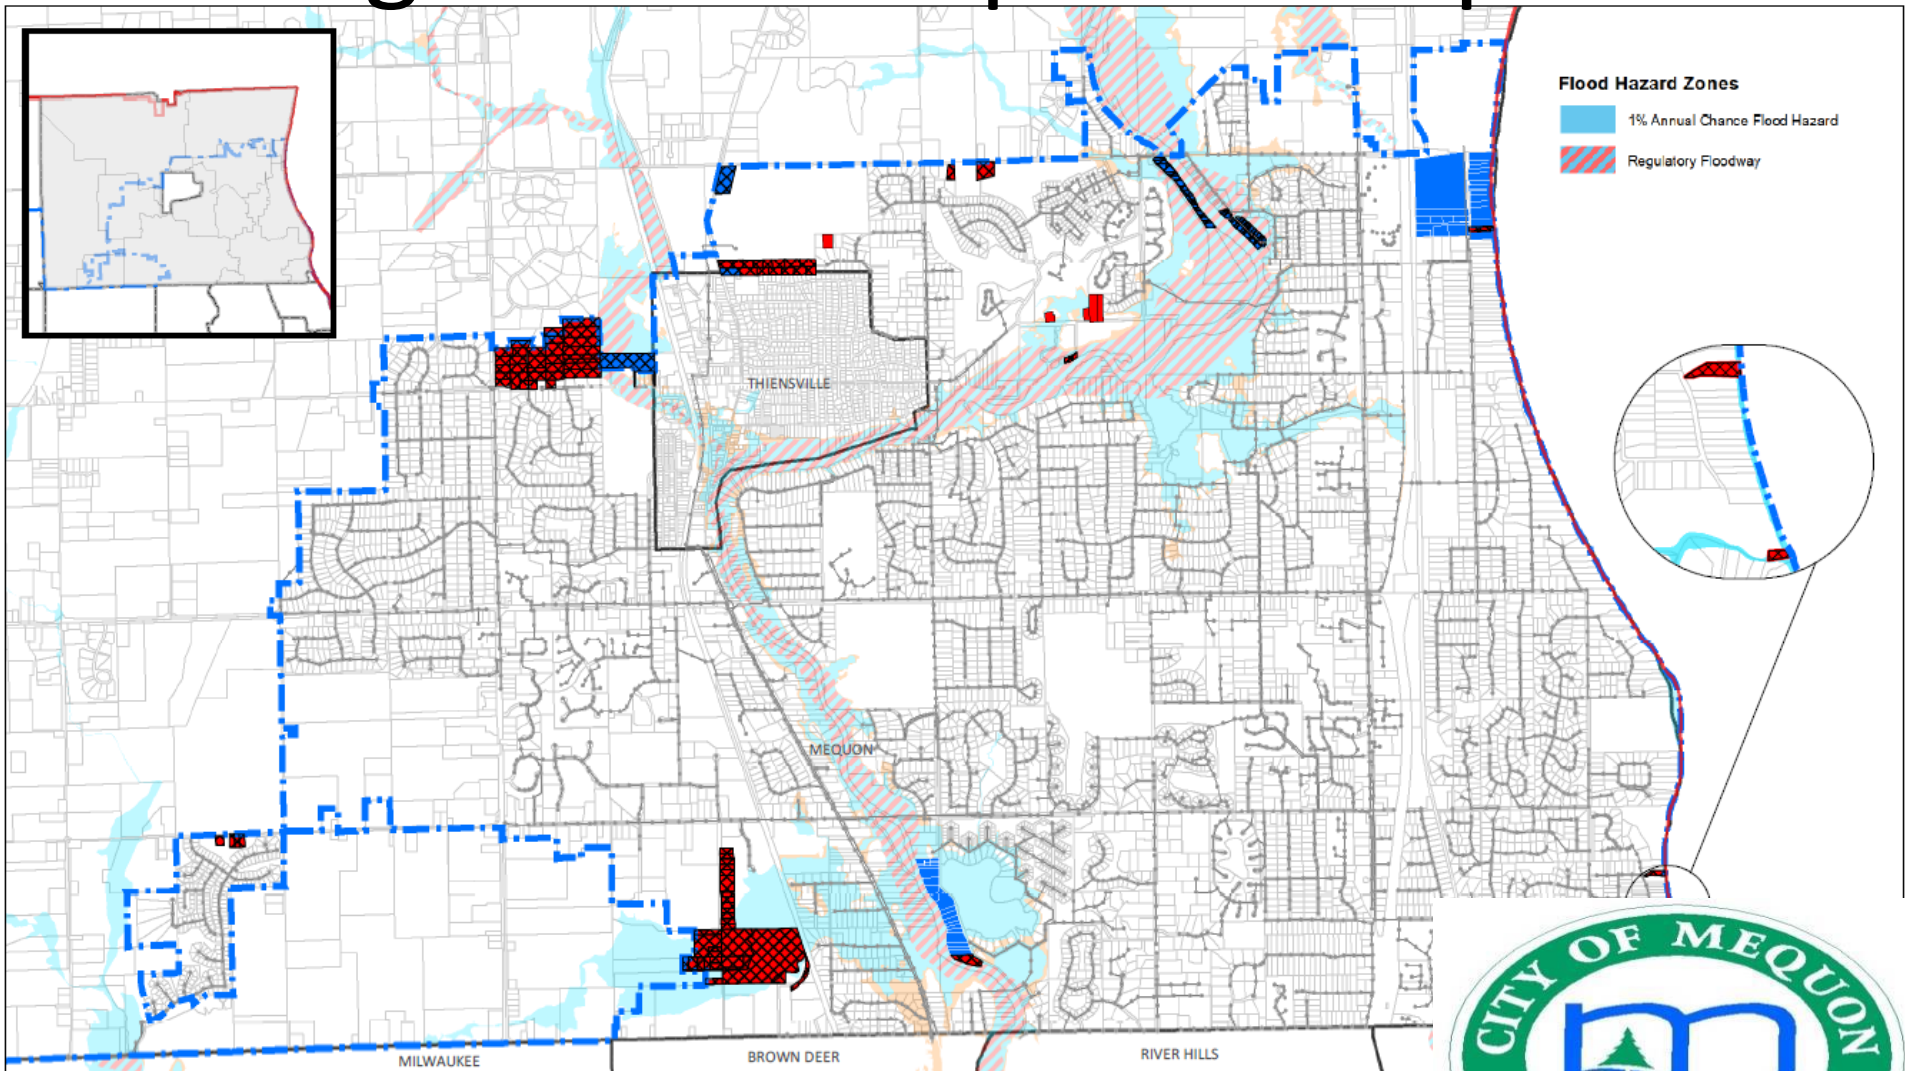 Flood Hazard Zones
1% Annual Chance Flood Hazard
Regulatory Floodway
THIENSVILLE
MEQUON
MILWAUKEE
BROWN DEER
RIVER HILLS
CITY OF MEQUON